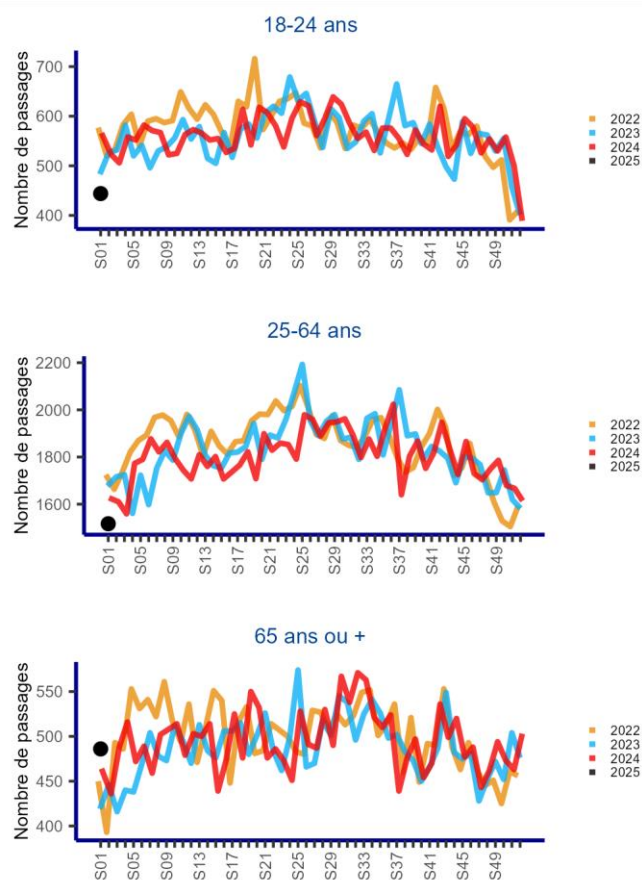 18-24 ans
Nombre de passages
700
600
500
400
S01
S05
S09
S13
S17
S21
S25
S29
S33
S37
S41
S45
S49
2022
2023
2024
2025
25-64 ans
Nombre de passages
2200
2000
1800
1600
S01
S05
S09
S13
S17
S21
S25
S29
S33
S37
S41
S45
S49
2022
2023
2024
2025
65 ans ou +
Nombre de passages
550
500
450
400
S01
S05
S09
S13
S17
S21
S25
S29
S33
S37
S41
S45
S49
2022
2023
2024
2025